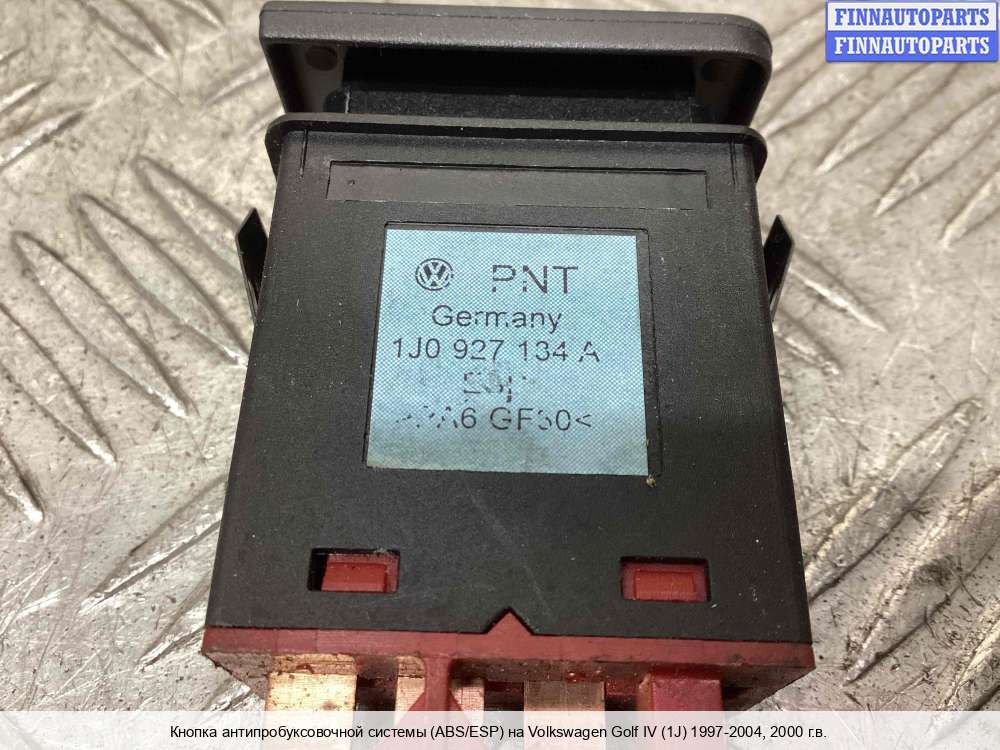 FINNAUTOPARTS
FINNAUTOPARTS
PNT
Germany
1J0 927 134 A
ESP
GF30<
Кнопка антипробуксовочной системы (ABS/ESP) на Volkswagen Golf IV (1J) 1997-2004, 2000 г.в.